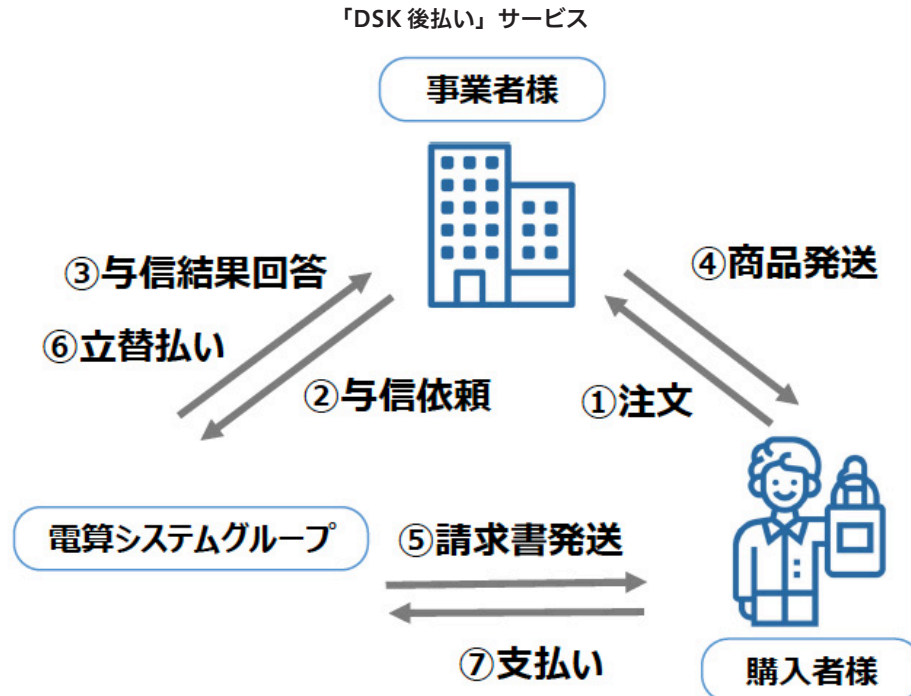 「DSK 後払い」サービス
事業者様
③与信結果回答
④商品発送
⑥立替払い
②与信依頼
①注文
電算システムグループ
⑤請求書発送
⑦支払い
購入者様